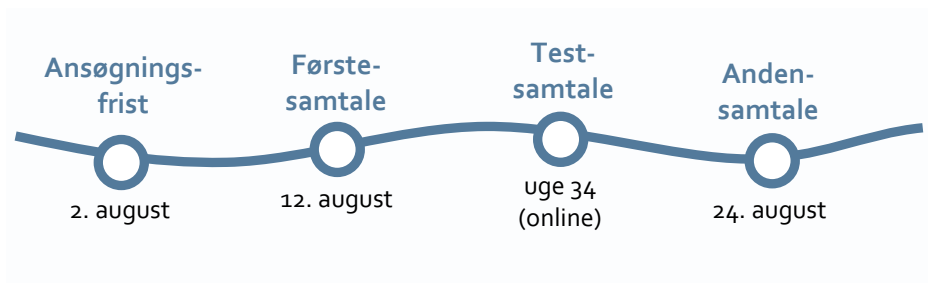 Ansøgnings-
frist
2. august
Første-
samtale
12. august
Test-
samtale
uge 34
(online)
Anden-
samtale
24. august